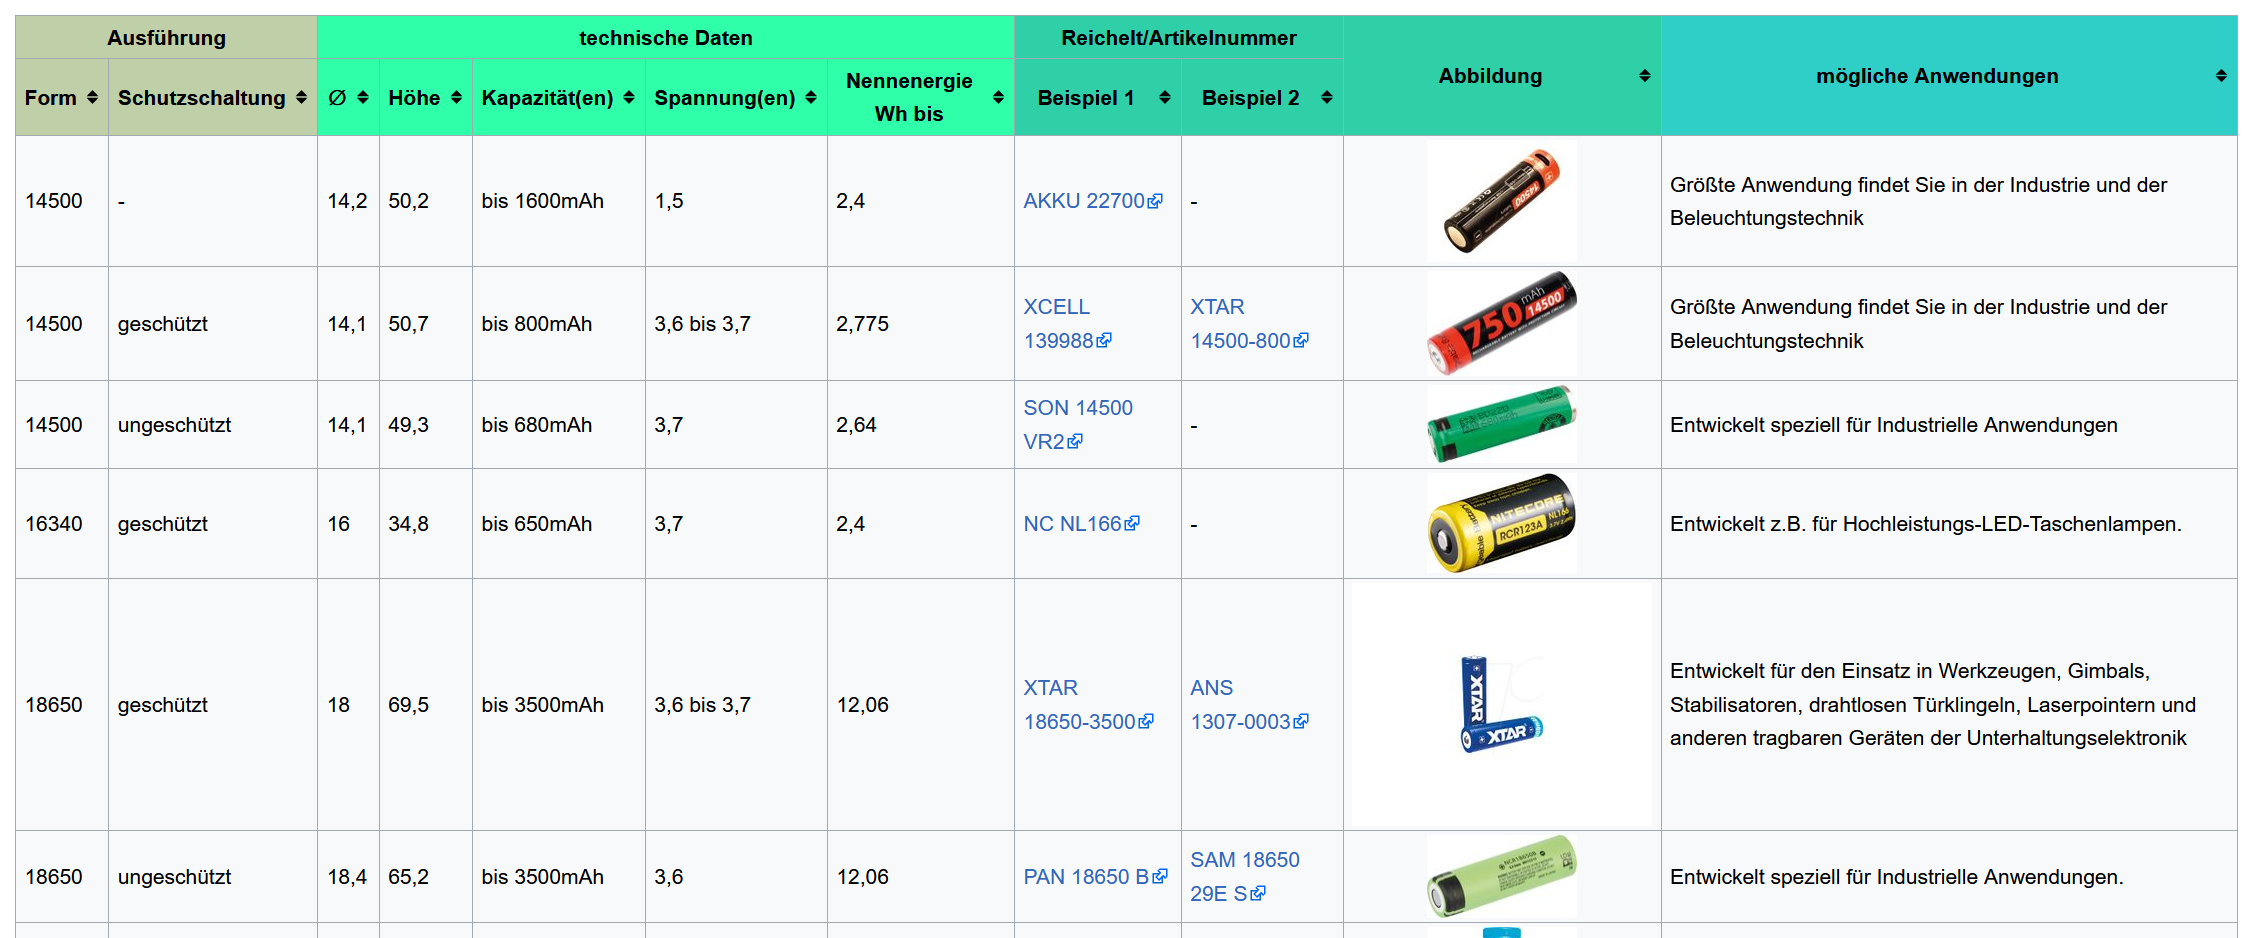 Ausführung
technische Daten
Reichelt/Artikelnummer
Abbildung
mögliche Anwendungen
Form
Schutzschaltung
Ø
Höhe
Kapazität(en)
Spannung(en)
Nennenergie
Wh bis
Beispiel 1
Beispiel 2
14500
-
14,2
50,2
bis 1600mAh
1,5
2,4
AKKU 22700
-
14500
Größte Anwendung findet Sie in der Industrie und der
Beleuchtungstechnik
14500
geschützt
14,1
50,7
bis 800mAh
3,6 bis 3,7
2,775
XCELL
139988
XTAR
14500-800
750 mAh
14500
Größte Anwendung findet Sie in der Industrie und der
Beleuchtungstechnik
14500
ungeschützt
14,1
49,3
bis 680mAh
3,7
2,64
SON 14500
VR2
-
Entwickelt speziell für Industrielle Anwendungen
16340
geschützt
16
34,8
bis 650mAh
3,7
2,4
NC NL166
-
NITECORE
NL166
RCR123A
Entwickelt z.B. für Hochleistungs-LED-Taschenlampen.
18650
geschützt
18
69,5
bis 3500mAh
3,6 bis 3,7
12,06
XTAR
18650-3500
ANS
1307-0003
XTAR
XTAR
Entwickelt für den Einsatz in Werkzeugen, Gimbals,
Stabilisatoren, drahtlosen Türklingeln, Laserpointern und
anderen tragbaren Geräten der Unterhaltungselektronik
18650
ungeschützt
18,4
65,2
bis 3500mAh
3,6
12,06
PAN 18650 B
SAM 18650
29E S
NCR18650B
Entwickelt speziell für Industrielle Anwendungen.